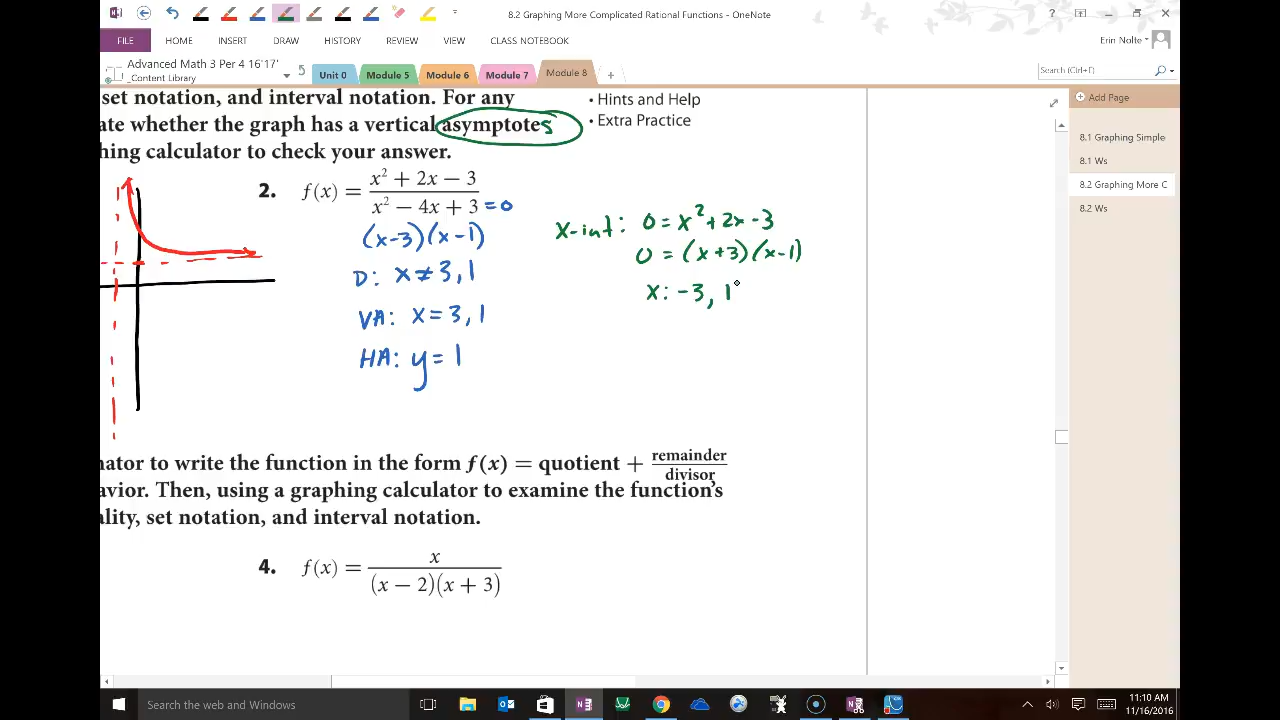 8.2 Graphing More Complicated Rational Functions - OneNote
FILE HOME INSERT DRAW HISTORY REVIEW VIEW CLASS NOTEBOOK
Erin Nolte
Advanced Math 3 Per 4 16'17'
_Content Library
Unit 0 Module 5 Module 6 Module 7 Module 8
Search (Ctrl+E)
Add Page
8.1 Graphing Simple
8.1 Ws
8.2 Graphing More C
8.2 Ws
set notation, and interval notation. For any
ate whether the graph has a vertical asymptotes
hing calculator to check your answer.
• Hints and Help
• Extra Practice
2. f(x) = x² + 2x − 3
x² − 4x + 3 = 0
(x-3)(x-1)
D: x ≠ 3, 1
VA: x = 3, 1
HA: y = 1
x-int: 0 = x² + 2x - 3
0 = (x+3)(x-1)
x: -3, 1
nator to write the function in the form f(x) = quotient + remainder
divisor
avior. Then, using a graphing calculator to examine the function's
ality, set notation, and interval notation.
4. f(x) = x
(x − 2)(x + 3)
Search the web and Windows
11:10 AM
11/16/2016